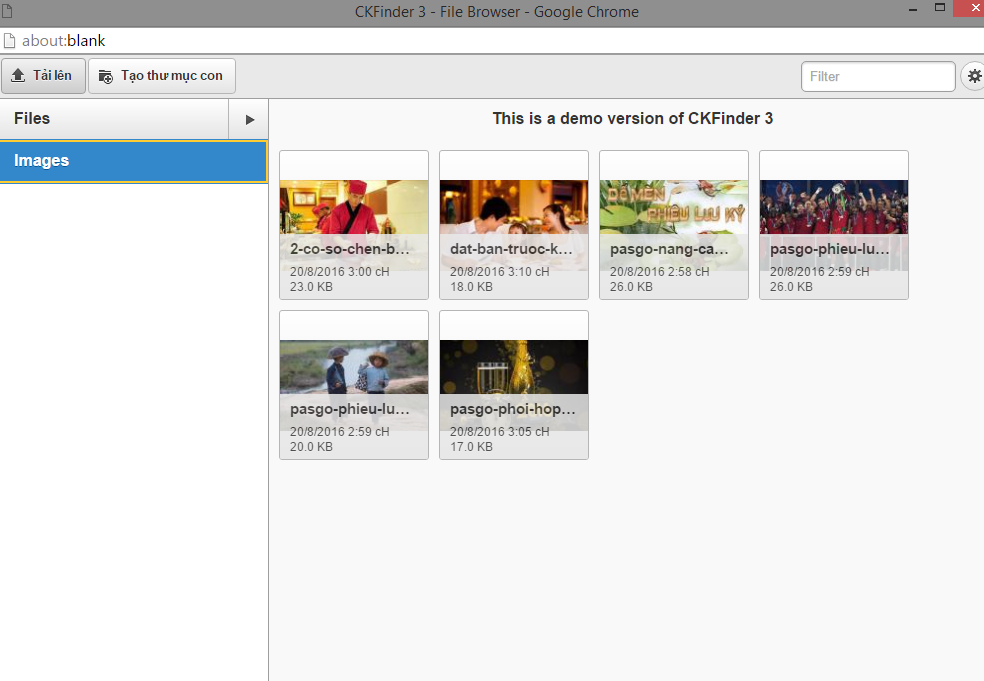 CKFinder 3 - File Browser - Google Chrome
about:blank
Tải lên
Tạo thư mục con
Filter
Files
Images
This is a demo version of CKFinder 3
2-co-so-chen-b...
20/8/2016 3:00 cH
23.0 KB
dat-ban-truoc-k...
20/8/2016 3:10 cH
18.0 KB
DẾ MÈN
PHIÊU LƯU KÝ
pasgo-nang-ca...
20/8/2016 2:58 cH
26.0 KB
pasgo-phieu-lu...
20/8/2016 2:59 cH
26.0 KB
pasgo-phieu-lu...
20/8/2016 2:59 cH
20.0 KB
pasgo-phoi-hop...
20/8/2016 3:05 cH
17.0 KB